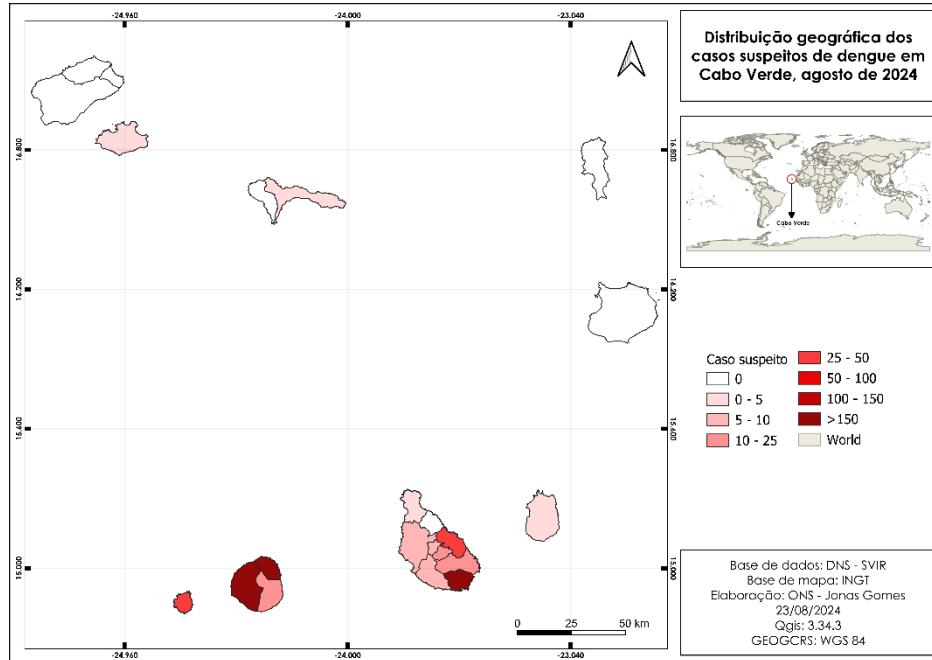 -24.960
-24.000
-23.040
Distribuição geográfica dos
casos suspeitos de dengue em
Cabo Verde, agosto de 2024
16.800
16.800
Cabo Verde
16.200
16.200
Caso suspeito
0
0 - 5
5 - 10
10 - 25
25 - 50
50 - 100
100 - 150
>150
World
15.600
15.600
15.000
15.000
Base de dados: DNS - SVIR
Base de mapa: INGT
Elaboração: ONS - Jonas Gomes
23/08/2024
Qgis: 3.34.3
GEOGCRS: WGS 84
0 25 50 km
-24.960
-24.000
-23.040